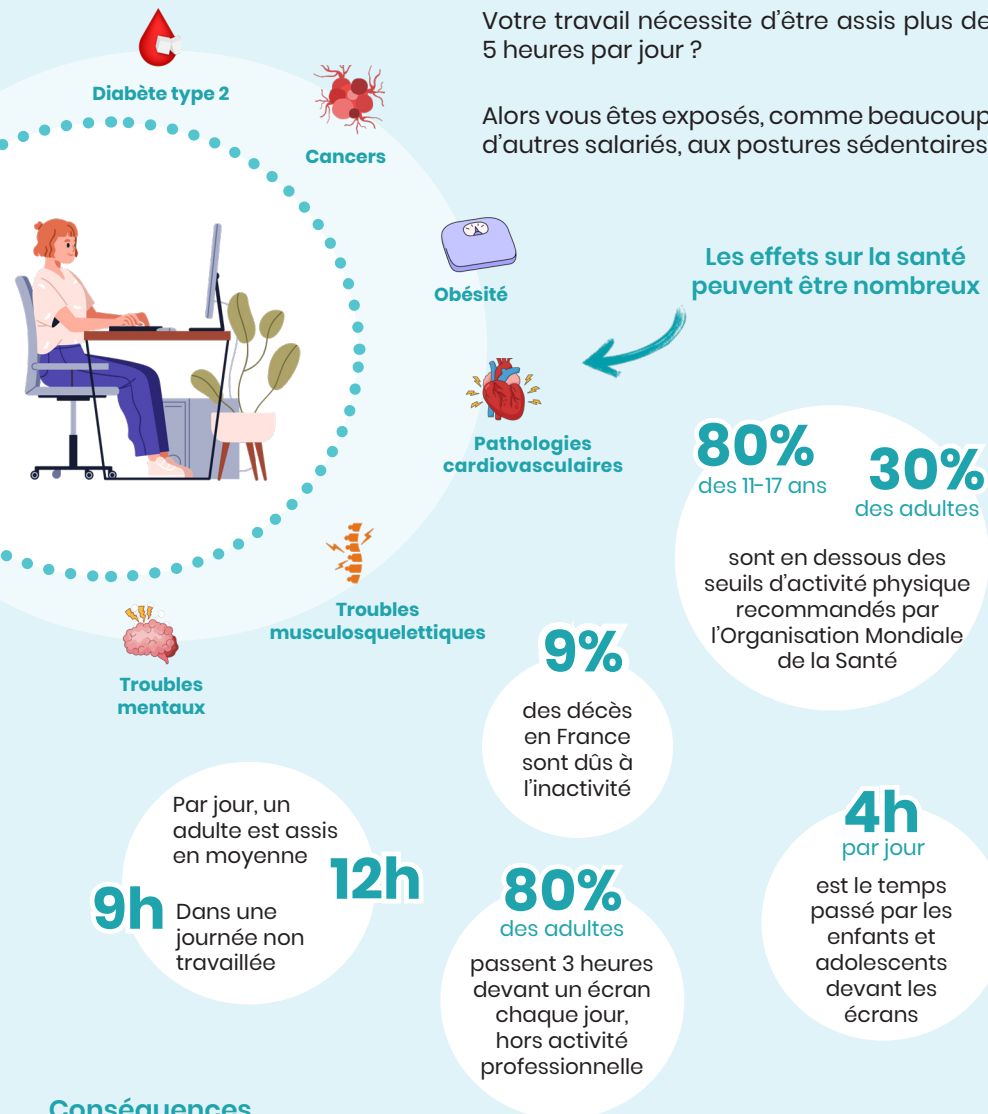 Votre travail nécessite d'être assis plus de
5 heures par jour ?
Alors vous êtes exposés, comme beaucoup
d'autres salariés, aux postures sédentaires
Diabète type 2
Cancers
Obésité
Les effets sur la santé
peuvent être nombreux
Pathologies
cardiovasculaires
Troubles
musculosquelettiques
Troubles
mentaux
80%
des 11-17 ans
30%
des adultes
sont en dessous des
seuils d'activité physique
recommandés par
l'Organisation Mondiale
de la Santé
9%
des décès
en France
sont dûs à
l'inactivité
Par jour, un
adulte est assis
en moyenne
12h
9h
Dans une
journée non
travaillée
80%
des adultes
passent 3 heures
devant un écran
chaque jour,
hors activité
professionnelle
4h
par jour
est le temps
passé par les
enfants et
adolescents
devant les
écrans
Conséquences